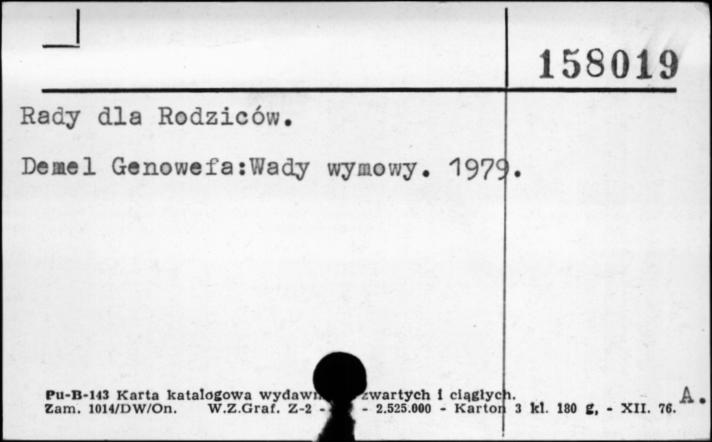 158019
Rady dla Rodziców.
Demel Genowefa:Wady wymowy. 1979.
Pu-B-143 Karta katalogowa zwartych i ciągłych.
Zam. 1014/DW/On. W.Z.Graf. Z-2 - - 2.525.000 - Karton 3 kl. 180 g, - XII. 76.
A.